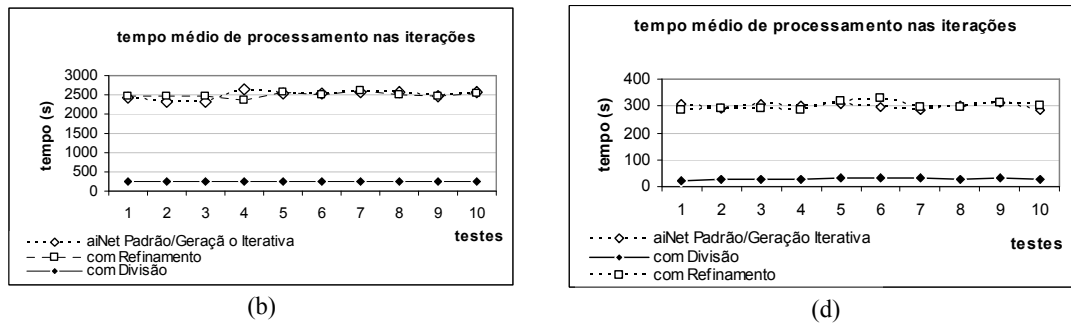 tempo médio de processamento nas iterações
3000
2500
2000
1500
1000
500
0
tempo (s)
1 2 3 4 5 6 7 8 9 10
testes
aiNet Padrão/Geraçã o Iterativa
com Refinamento
com Divisão
(b)
tempo médio de processamento nas iterações
400
300
200
100
0
tempo (s)
1 2 3 4 5 6 7 8 9 10
testes
aiNet Padrão/Geração Iterativa
com Divisão
com Refinamento
(d)